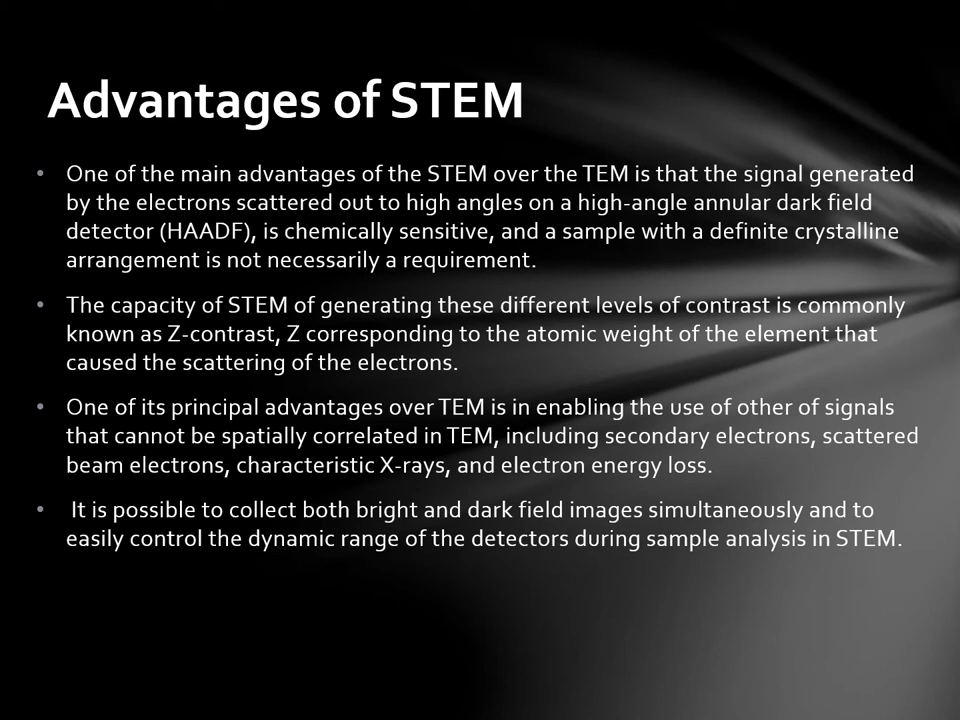 Advantages of STEM
• One of the main advantages of the STEM over the TEM is that the signal generated
by the electrons scattered out to high angles on a high-angle annular dark field
detector (HAADF), is chemically sensitive, and a sample with a definite crystalline
arrangement is not necessarily a requirement.
• The capacity of STEM of generating these different levels of contrast is commonly
known as Z-contrast, Z corresponding to the atomic weight of the element that
caused the scattering of the electrons.
• One of its principal advantages over TEM is in enabling the use of other of signals
that cannot be spatially correlated in TEM, including secondary electrons, scattered
beam electrons, characteristic X-rays, and electron energy loss.
• It is possible to collect both bright and dark field images simultaneously and to
easily control the dynamic range of the detectors during sample analysis in STEM.